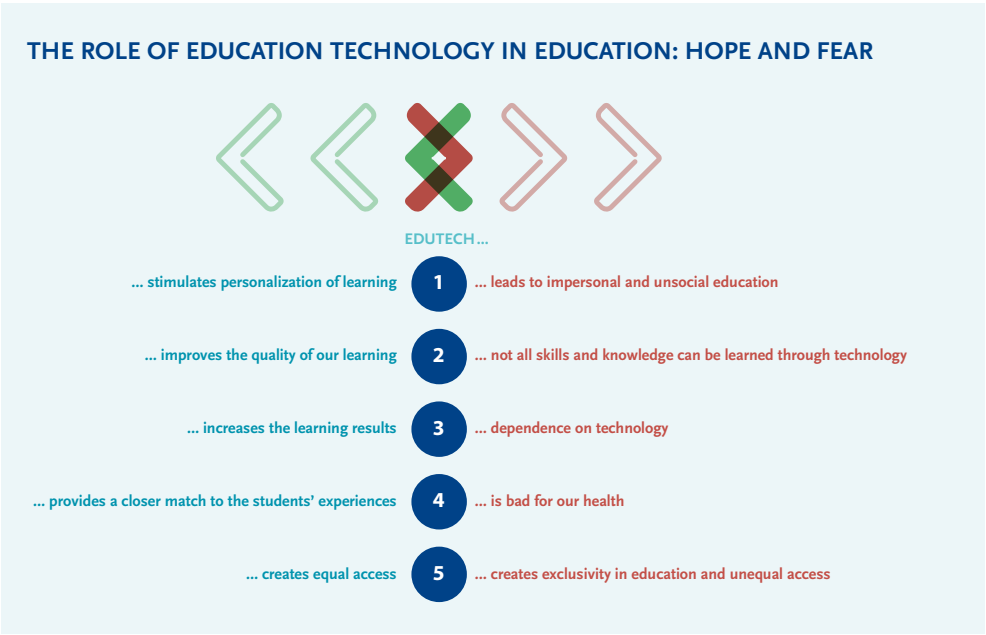 THE ROLE OF EDUCATION TECHNOLOGY IN EDUCATION: HOPE AND FEAR
EDUTECH ...
... stimulates personalization of learning 1 ... leads to impersonal and unsocial education
... improves the quality of our learning 2 ... not all skills and knowledge can be learned through technology
... increases the learning results 3 ... dependence on technology
... provides a closer match to the students’ experiences 4 ... is bad for our health
... creates equal access 5 ... creates exclusivity in education and unequal access